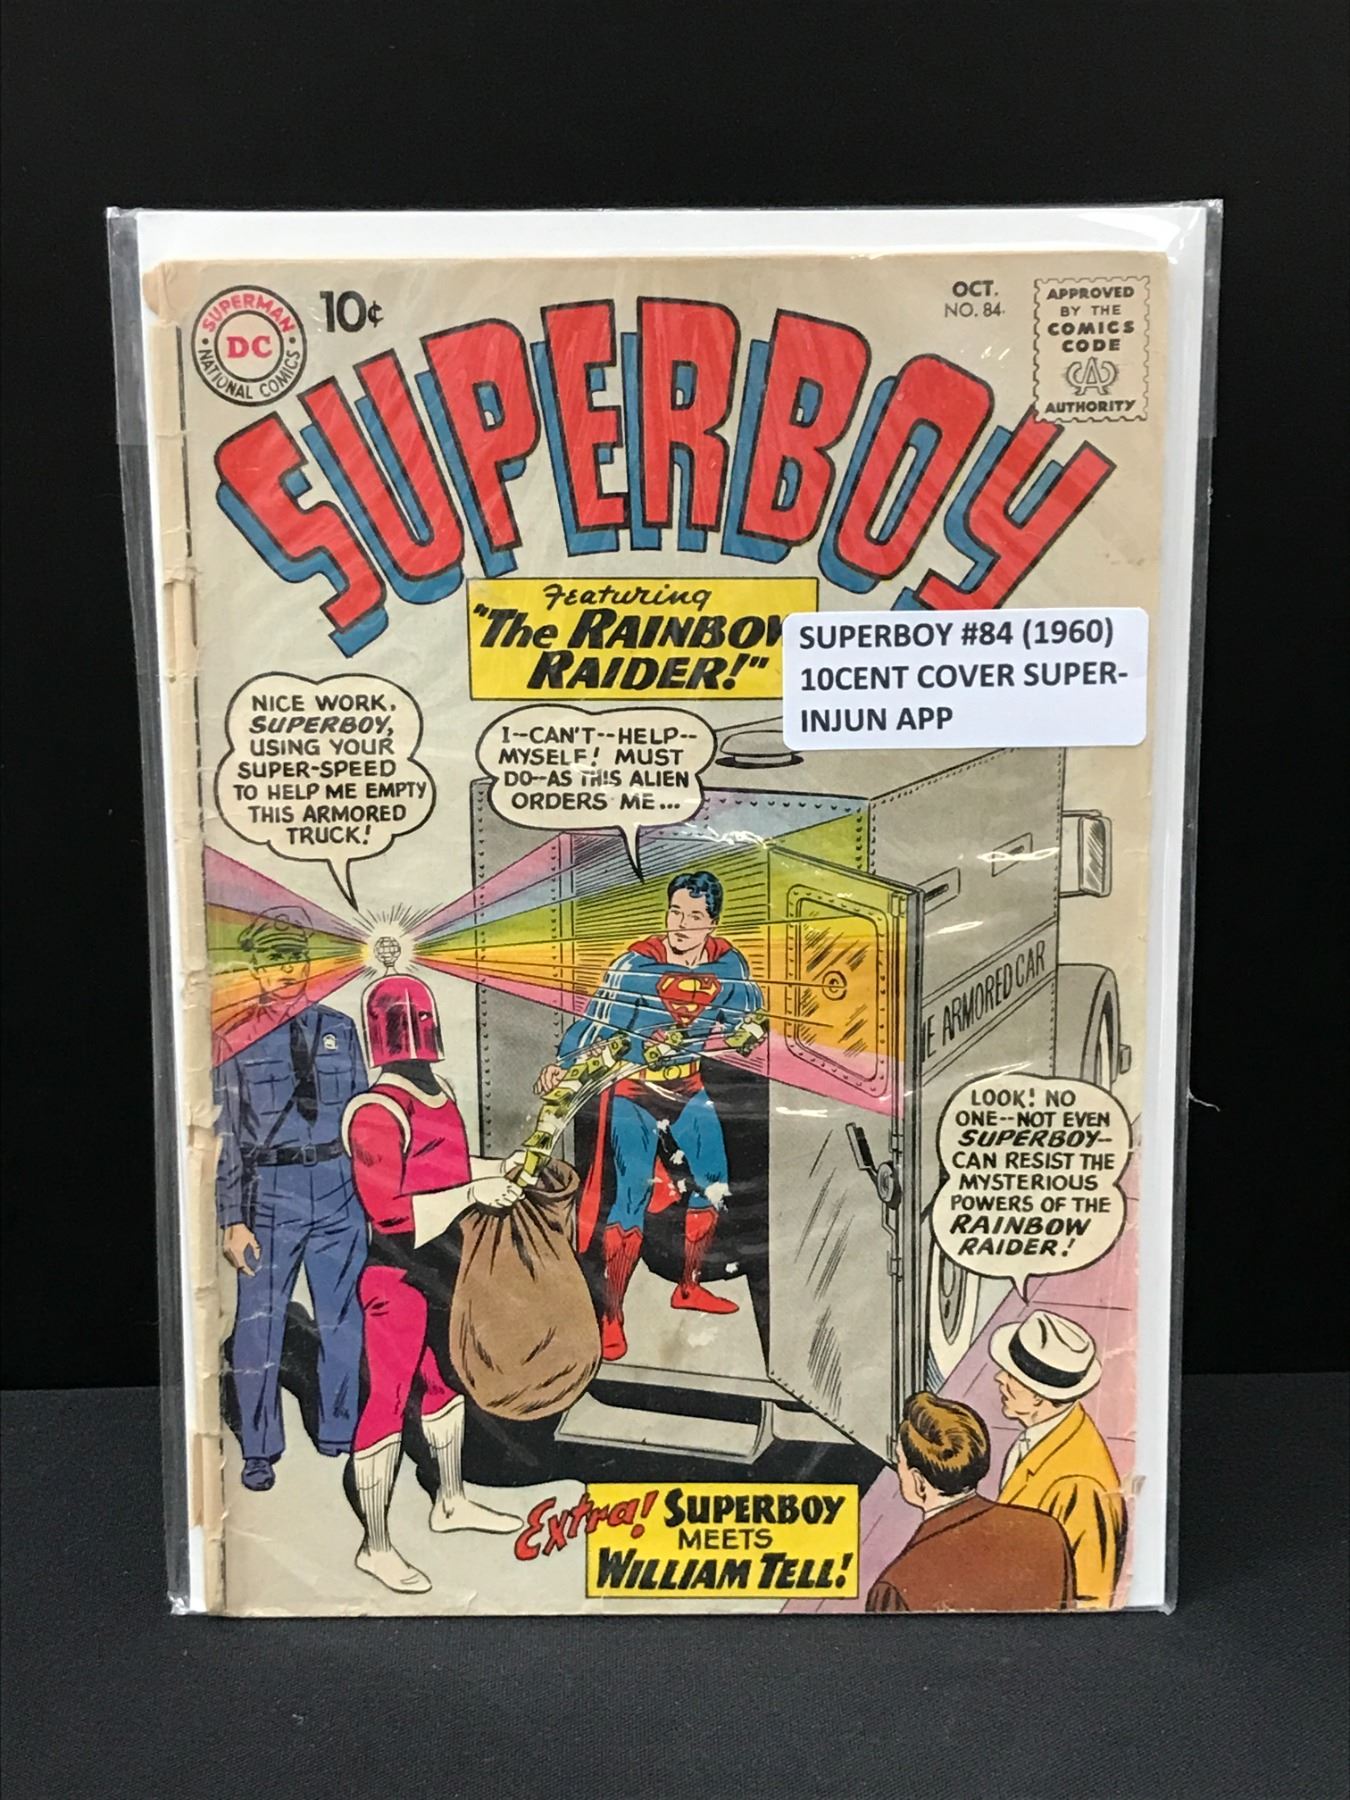 SUPERMAN
DC
NATIONAL COMICS
10¢
OCT.
NO. 84.
APPROVED
BY THE
COMICS
CODE
A
AUTHORITY
SUPERBOY
Featuring
"The RAINBOW
RAIDER!"
SUPERBOY #84 (1960)
10CENT COVER SUPER-
INJUN APP
NICE WORK,
SUPERBOY,
USING YOUR
SUPER-SPEED
TO HELP ME EMPTY
THIS ARMORED
TRUCK!
I--CAN'T--HELP--
MYSELF! MUST
DO--AS THIS ALIEN
ORDERS ME...
S
E ARMORED CAR
LOOK! NO
ONE--NOT EVEN
SUPERBOY--
CAN RESIST THE
MYSTERIOUS
POWERS OF THE
RAINBOW
RAIDER!
Extra! SUPERBOY
MEETS
WILLIAM TELL!